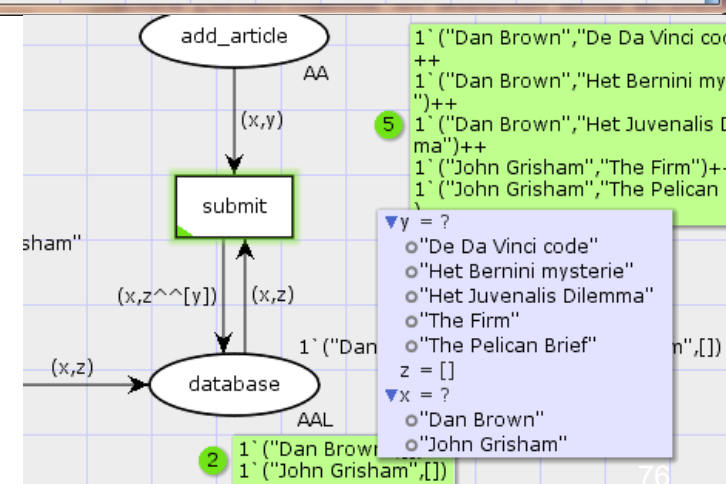 add_article
AA
(x,y)
1`("Dan Brown","De Da Vinci cod
++
1`("Dan Brown","Het Bernini my
")++
5
1`("Dan Brown","Het Juvenalis
ma")++
1`("John Grisham","The Firm")+
1`("John Grisham","The Pelican
submit
sham"
(x,z^^[y])
(x,z)
▼y = ?
"De Da Vinci code"
"Het Bernini mysterie"
"Het Juvenalis Dilemma"
"The Firm"
"The Pelican Brief"
z = []
▼x = ?
"Dan Brown"
"John Grisham"
1`("Dan
n",[])
(x,z)
database
AAL
2
1`("Dan Brown
1`("John Grisham",[])
76